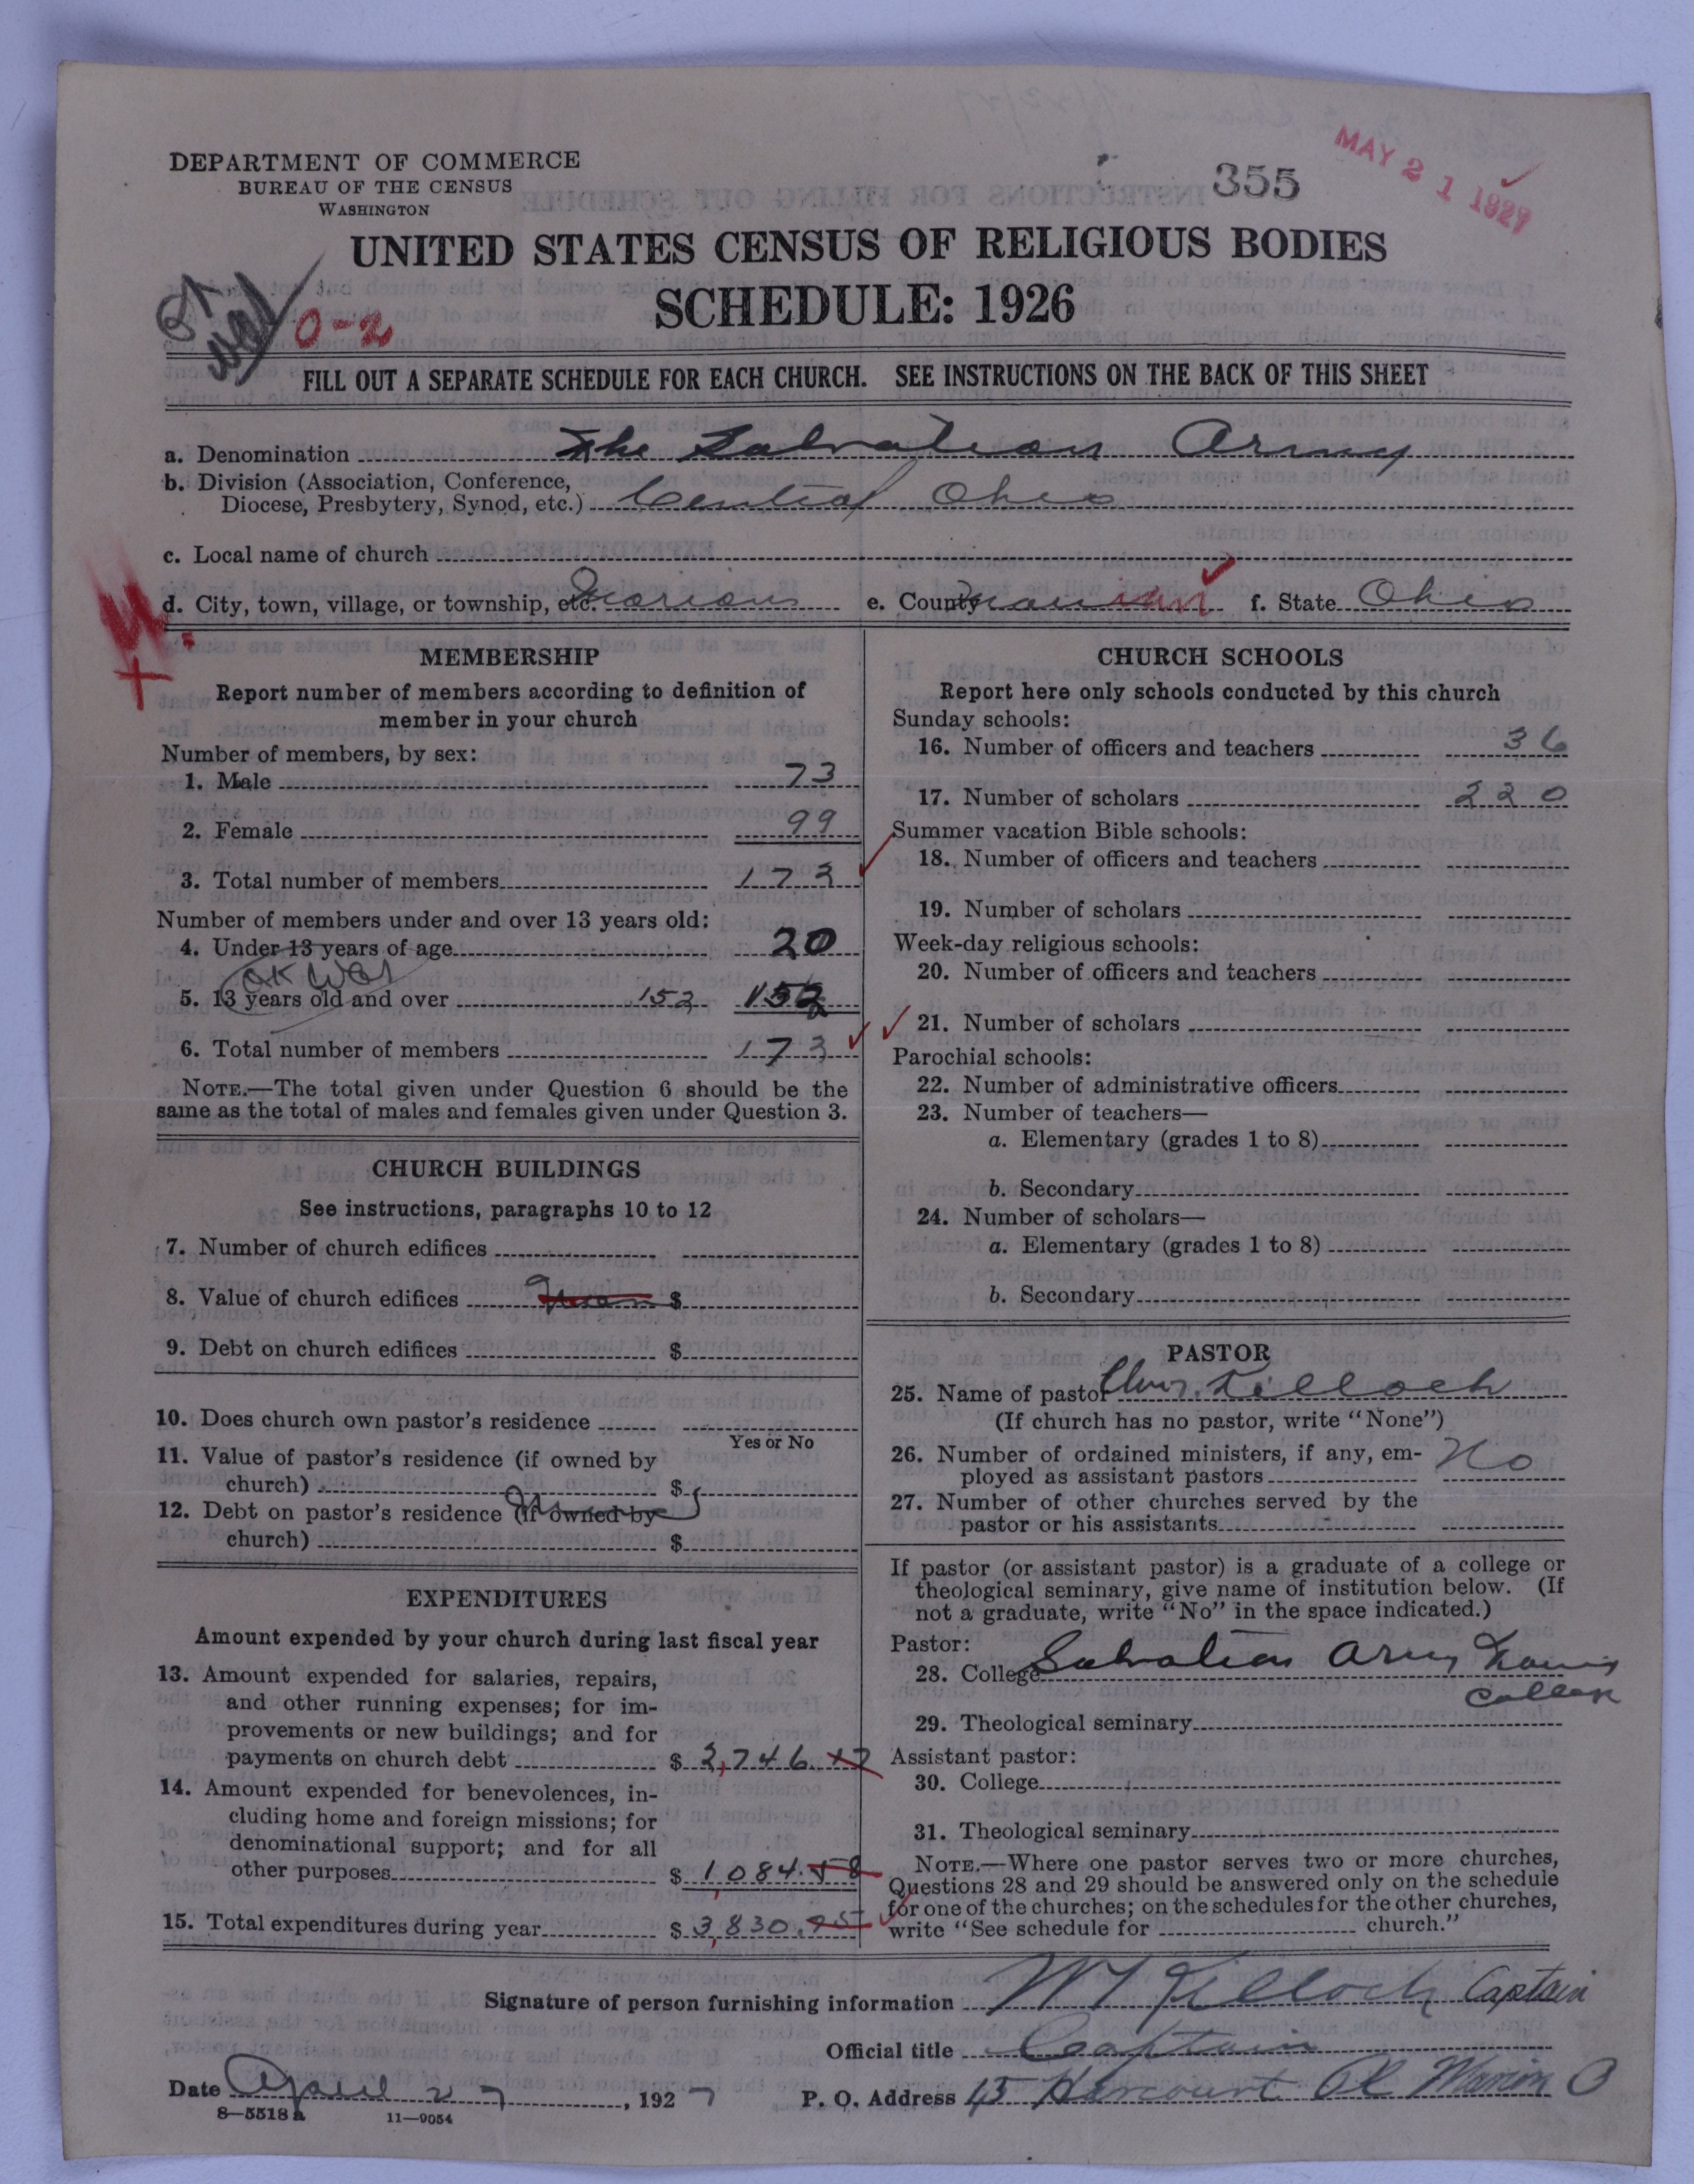 DEPARTMENT OF COMMERCE
BUREAU OF THE CENSUS
WASHINGTON
355
MAY 21 1927
UNITED STATES CENSUS OF RELIGIOUS BODIES
SCHEDULE: 1926
0-2
FILL OUT A SEPARATE SCHEDULE FOR EACH CHURCH. SEE INSTRUCTIONS ON THE BACK OF THIS SHEET
a. Denomination The Salvation Army
b. Division (Association, Conference,
Diocese, Presbytery, Synod, etc.) Central Ohio
c. Local name of church
d. City, town, village, or township, etc. Marion e. County Marion f. State Ohio
MEMBERSHIP
Report number of members according to definition of
member in your church
Number of members, by sex:
1. Male 73
2. Female 99
3. Total number of members 172
Number of members under and over 13 years old:
4. Under 13 years of age 20
OK
5. 13 years old and over 152 152
6. Total number of members 172
NOTE.—The total given under Question 6 should be the
same as the total of males and females given under Question 3.
CHURCH BUILDINGS
See instructions, paragraphs 10 to 12
7. Number of church edifices
8. Value of church edifices $
9. Debt on church edifices $
10. Does church own pastor's residence
Yes or No
11. Value of pastor's residence (if owned by
church) $
12. Debt on pastor's residence (if owned by
church) $
EXPENDITURES
Amount expended by your church during last fiscal year
13. Amount expended for salaries, repairs,
and other running expenses; for im-
provements or new buildings; and for
payments on church debt $ 2,746.
14. Amount expended for benevolences, in-
cluding home and foreign missions; for
denominational support; and for all
other purposes $ 1,084.58
15. Total expenditures during year $ 3,830.
CHURCH SCHOOLS
Report here only schools conducted by this church
Sunday schools:
16. Number of officers and teachers 36
17. Number of scholars 220
Summer vacation Bible schools:
18. Number of officers and teachers
19. Number of scholars
Week-day religious schools:
20. Number of officers and teachers
21. Number of scholars
Parochial schools:
22. Number of administrative officers
23. Number of teachers—
a. Elementary (grades 1 to 8)
b. Secondary
24. Number of scholars—
a. Elementary (grades 1 to 8)
b. Secondary
PASTOR
25. Name of pastor Killoch
(If church has no pastor, write "None")
26. Number of ordained ministers, if any, em-
ployed as assistant pastors No
27. Number of other churches served by the
pastor or his assistants
If pastor (or assistant pastor) is a graduate of a college or
theological seminary, give name of institution below. (If
not a graduate, write "No" in the space indicated.)
Pastor:
28. College Salvation Army
College
29. Theological seminary
Assistant pastor:
30. College
31. Theological seminary
NOTE.—Where one pastor serves two or more churches,
Questions 28 and 29 should be answered only on the schedule
for one of the churches; on the schedules for the other churches,
write "See schedule for church."
Signature of person furnishing information Killoch Captain
Official title Captain
Date April 27, 1927 P. O. Address Harcourt Pl Marion O
8—5518a 11—9054